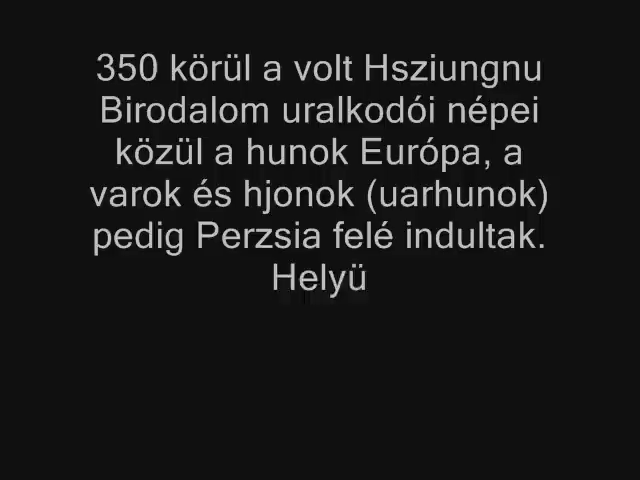 350 körül a volt Hsziungnu
Birodalom uralkodói népei
közül a hunok Európa, a
varok és hjonok (uarhunok)
pedig Perzsia felé indultak.
Helyü